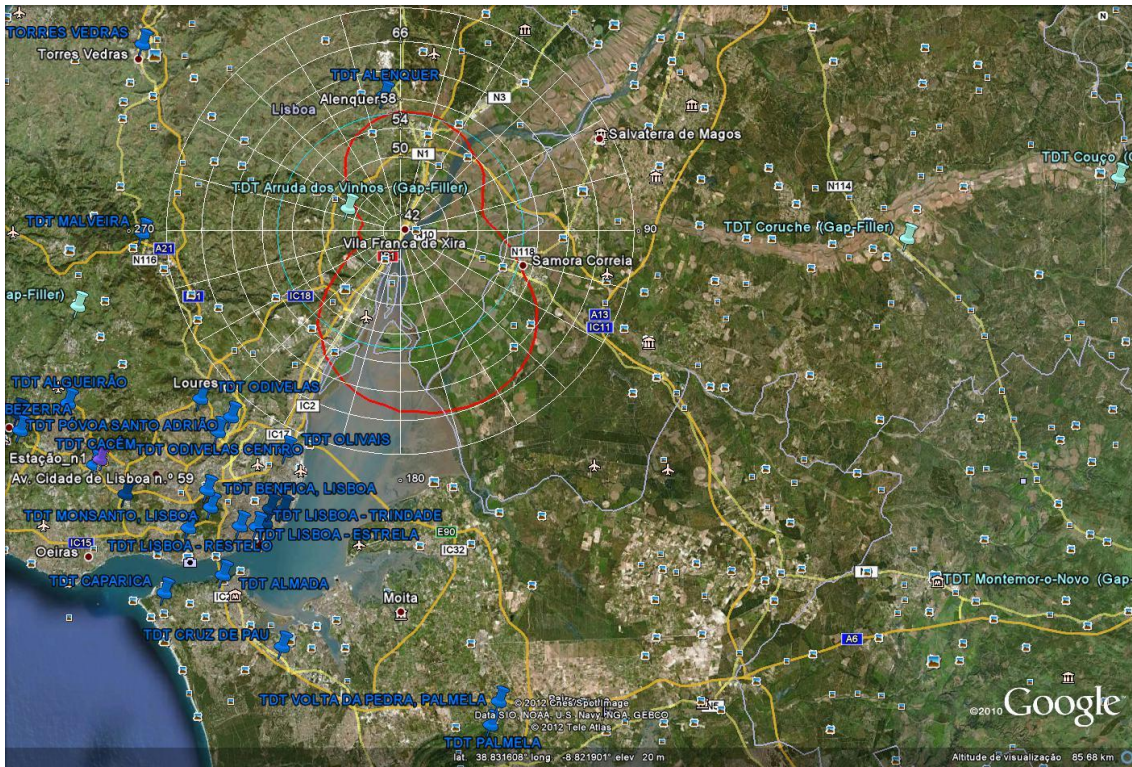 TORRES VEDRAS
Torres Vedras
66
N
TDT ALENQUER
Alenquer 58
N3
Lisboa
54
Salvaterra de Magos
50
N1
TDT Couço (G
N114
TDT Arruda dos Vinhos (Gap-Filler)
42
TDT MALVEIRA
270
90
TDT Coruche (Gap-Filler)
Vila Franca de Xira
A21
N118
N116
Samora Correia
ap-Filler)
IC18
A13
IC11
TDT ALGUEIRÃO
Loures
TDT ODIVELAS
IC2
BEZERRA
TDT PÓVOA SANTO ADRIÃO
IC17
TDT CACÉM
TDT ODIVELAS CENTRO
TDT OLIVAIS
Estação_n1
Av. Cidade de Lisboa n.º 59
180
TDT BENFICA, LISBOA
TDT MONSANTO, LISBOA
TDT LISBOA - TRINDADE
TDT LISBOA - ESTRELA
E90
IC15
TDT LISBOA - RESTELO
IC32
Oeiras
TDT CAPARICA
TDT ALMADA
TDT Montemor-o-Novo (Gap-
Moita
TDT CRUZ DE PAU
A6
TDT VOLTA DA PEDRA, PALMELA
© 2012 Cnes/Spot Image
Data SIO, NOAA, U.S. Navy, NGA, GEBCO
© 2012 Tele Atlas
TDT PALMELA
©2010 Google
lat. 38.831608° long -8.821901° elev 20 m
Altitude de visualização 85.68 km